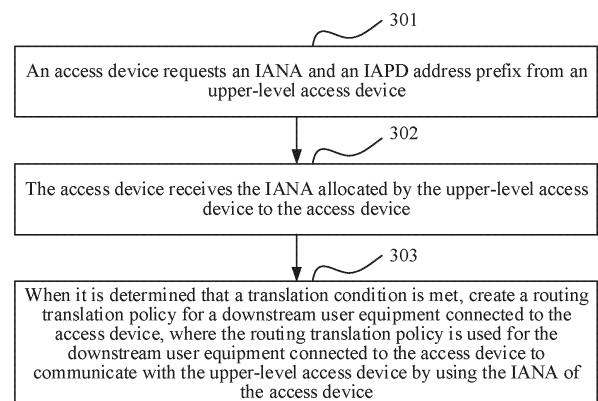 301
An access device requests an IANA and an IAPD address prefix from an
upper-level access device
302
The access device receives the IANA allocated by the upper-level access
device to the access device
303
When it is determined that a translation condition is met, create a routing
translation policy for a downstream user equipment connected to the
access device, where the routing translation policy is used for the
downstream user equipment connected to the access device to
communicate with the upper-level access device by using the IANA of
the access device